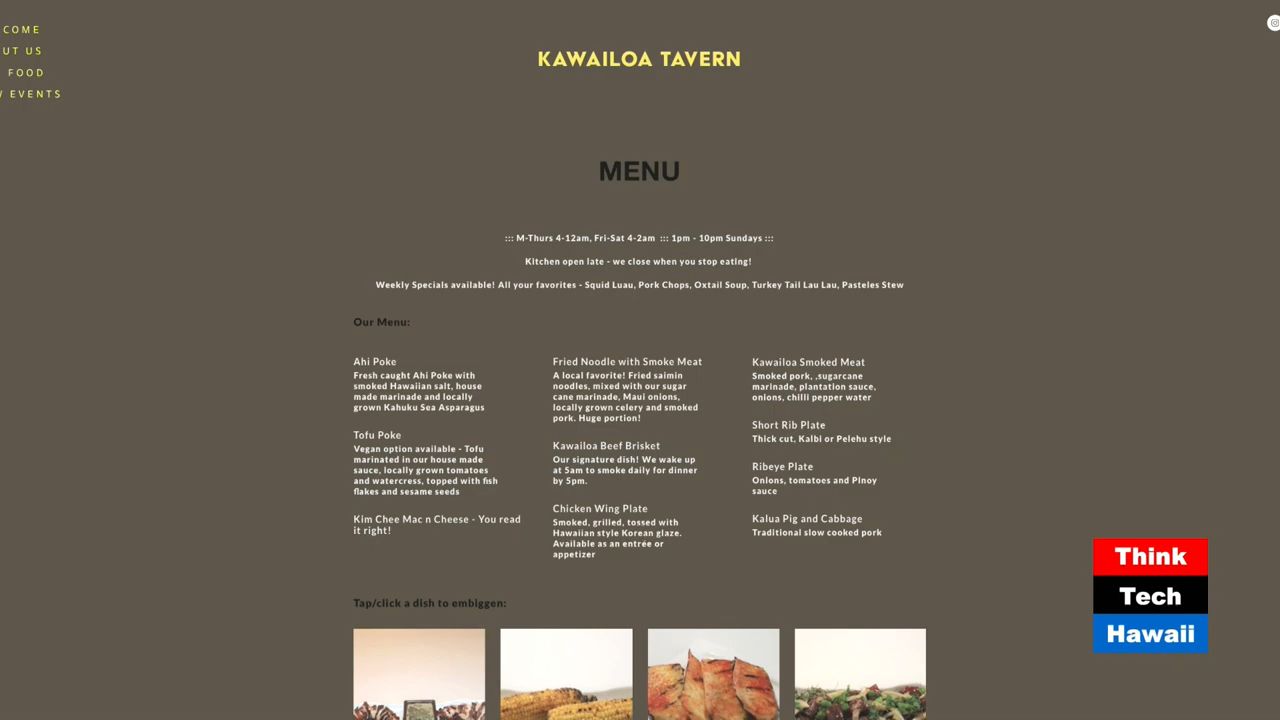 COME
UT US
FOOD
EVENTS
KAWAILOA TAVERN
MENU
::: M-Thurs 4-12am, Fri-Sat 4-2am ::: 1pm - 10pm Sundays :::
Kitchen open late - we close when you stop eating!
Weekly Specials available! All your favorites - Squid Luau, Pork Chops, Oxtail Soup, Turkey Tail Lau Lau, Pasteles Stew
Our Menu:
Ahi Poke
Fresh caught Ahi Poke with
smoked Hawaiian salt, house
made marinade and locally
grown Kahuku Sea Asparagus
Tofu Poke
Vegan option available - Tofu
marinated in our house made
sauce, locally grown tomatoes
and watercress, topped with fish
flakes and sesame seeds
Kim Chee Mac n Cheese - You read
it right!
Fried Noodle with Smoke Meat
A local favorite! Fried saimin
noodles, mixed with our sugar
cane marinade, Maui onions,
locally grown celery and smoked
pork. Huge portion!
Kawailoa Beef Brisket
Our signature dish! We wake up
at 5am to smoke daily for dinner
by 5pm.
Chicken Wing Plate
Smoked, grilled, tossed with
Hawaiian style Korean glaze.
Available as an entrée or
appetizer
Kawailoa Smoked Meat
Smoked pork, ,sugarcane
marinade, plantation sauce,
onions, chilli pepper water
Short Rib Plate
Thick cut, Kalbi or Pelehu style
Ribeye Plate
Onions, tomatoes and Pinoy
sauce
Kalua Pig and Cabbage
Traditional slow cooked pork
Tap/click a dish to embiggen:
Think
Tech
Hawaii